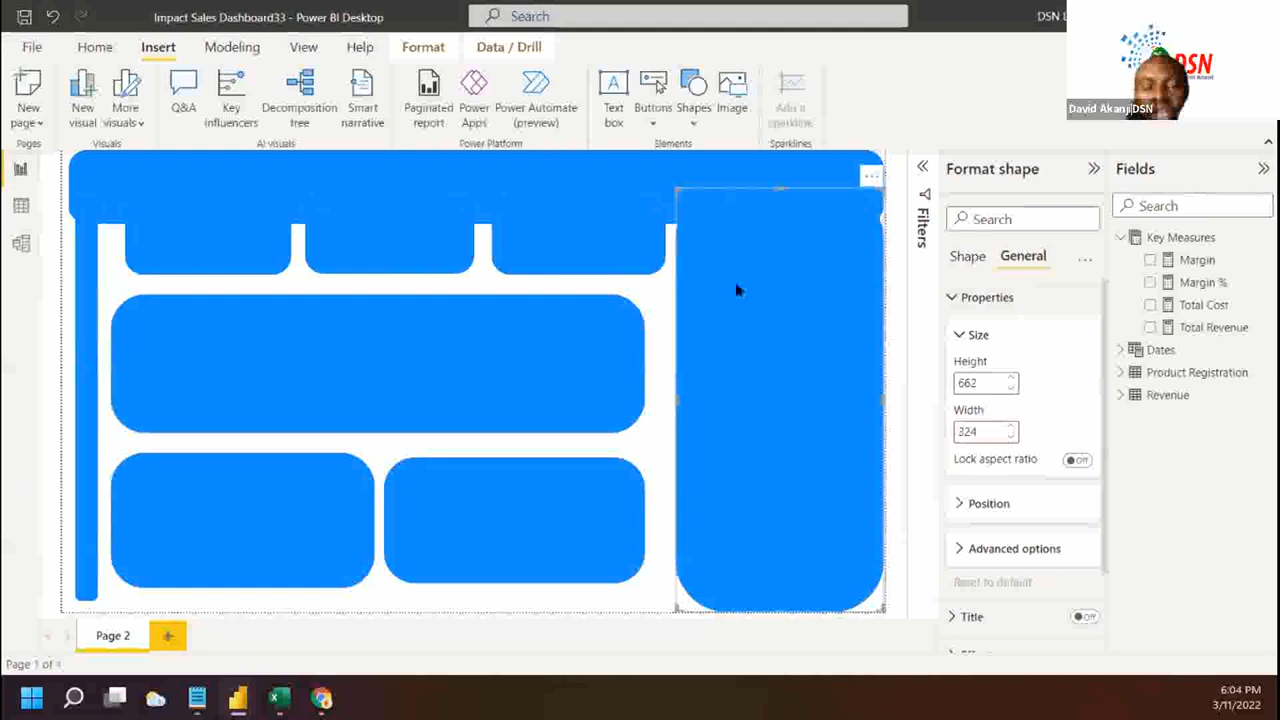 Impact Sales Dashboard33 - Power BI Desktop
Search
DSN
File Home Insert Modeling View Help Format Data / Drill
New page
New visual
More visuals
Q&A
Key influencers
Decomposition tree
Smart narrative
Paginated report
Power Apps
Power Automate (preview)
Text box
Buttons
Shapes
Image
Add a sparkline
Pages
Visuals
AI visuals
Power Platform
Elements
Sparklines
DSN
David Akanji|DSN
Filters
Format shape
Search
Shape General
Properties
Size
Height
662
Width
324
Lock aspect ratio Off
Position
Advanced options
Reset to default
Title Off
Fields
Search
Key Measures
Margin
Margin %
Total Cost
Total Revenue
Dates
Product Registration
Revenue
Page 2
Page 1 of
6:04 PM
3/11/2022